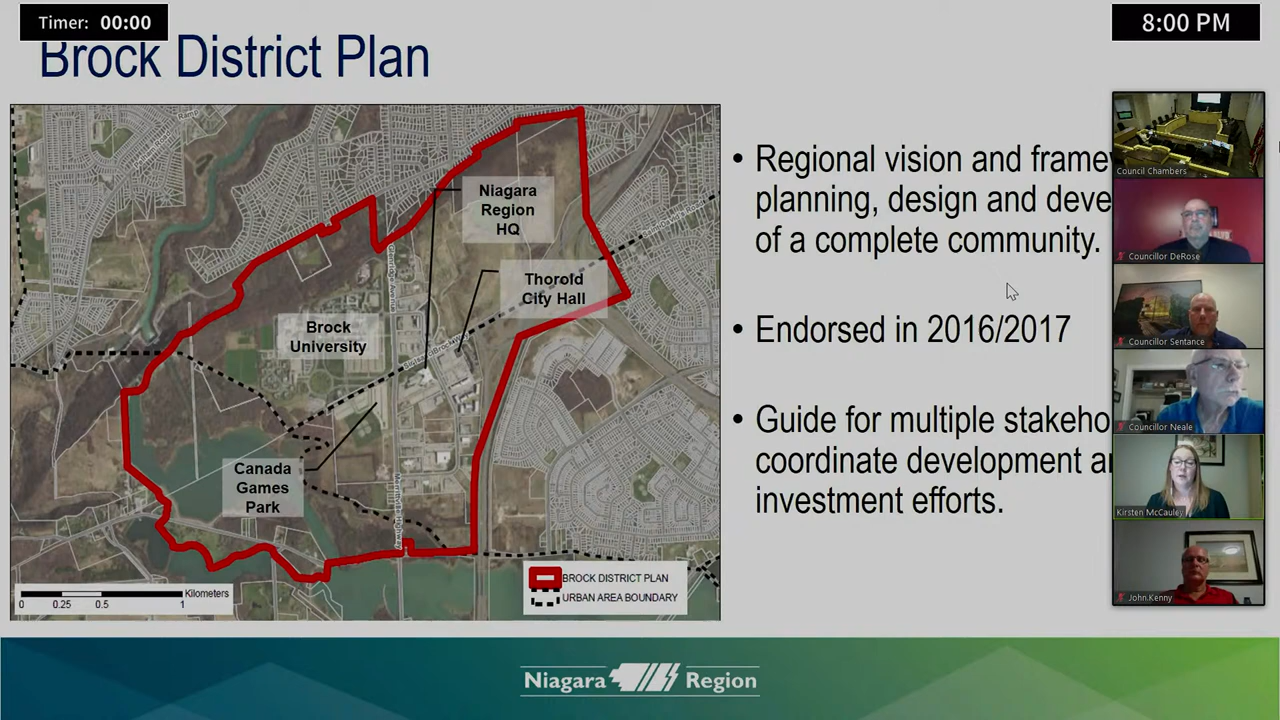 Timer: 00:00
8:00 PM
Brock District Plan
Niagara
Region
HQ
Thorold
City Hall
Brock
University
Canada
Games
Park
Kilometers
0 0.25 0.5 1
BROCK DISTRICT PLAN
URBAN AREA BOUNDARY
• Regional vision and
planning, design and
of a complete community.
• Endorsed in 2016/2017
• Guide for multiple
coordinate development
investment efforts.
Council Chambers
Councillor DeRose
Councillor Sentance
Councillor Neale
Kirsten McCauley
John Kenny
Niagara Region